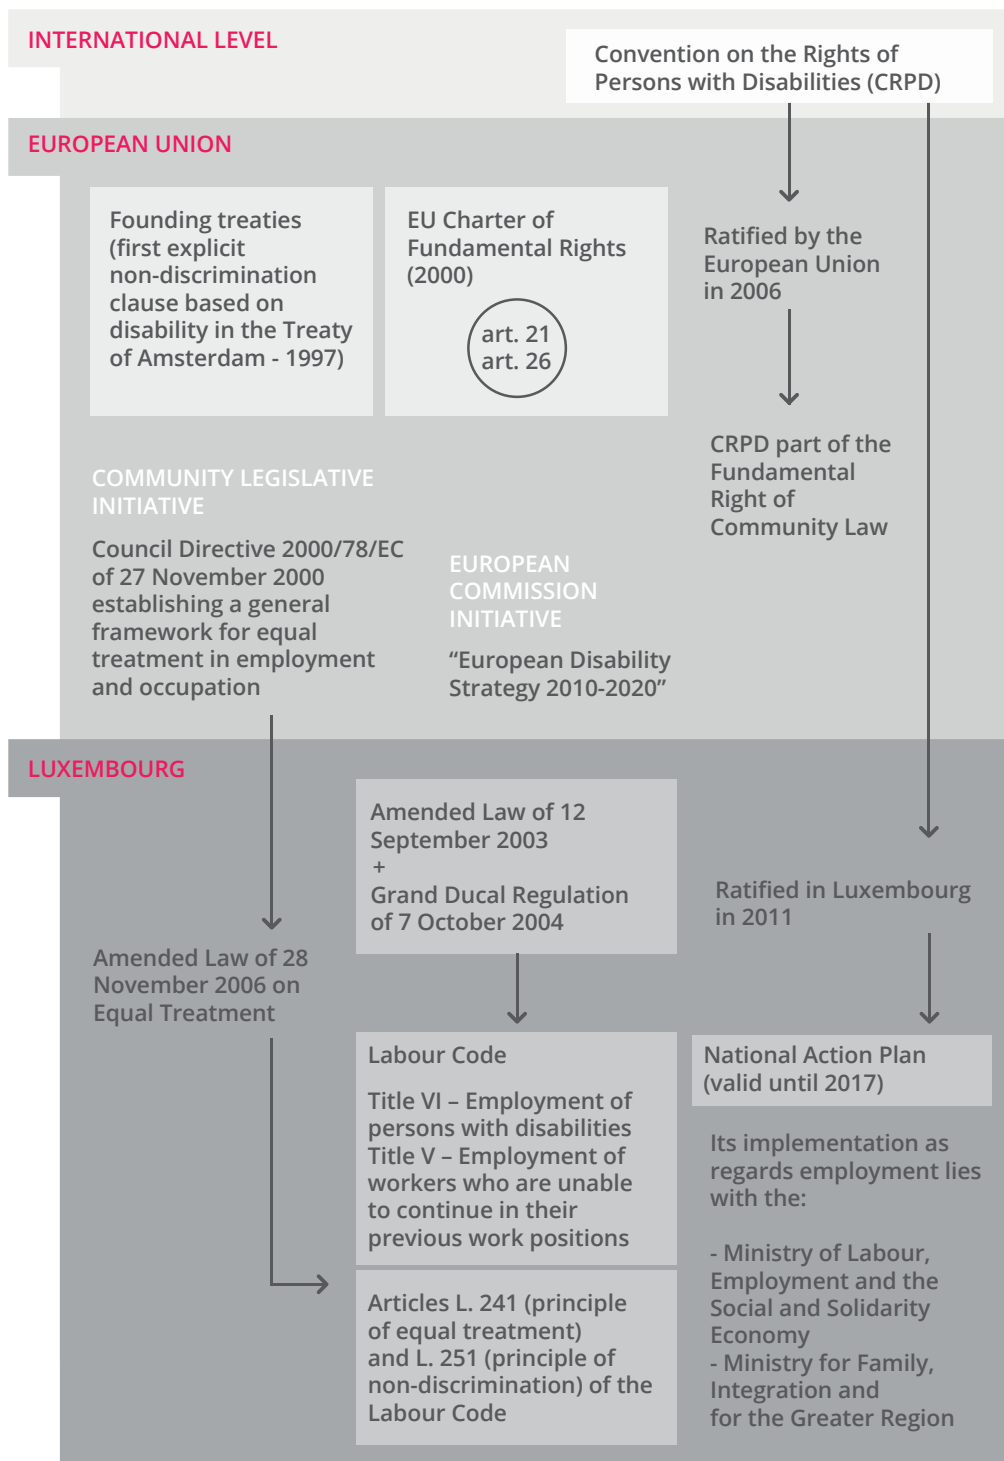 INTERNATIONAL LEVEL
Convention on the Rights of
Persons with Disabilities (CRPD)
EUROPEAN UNION
Founding treaties
(first explicit
non-discrimination
clause based on
disability in the Treaty
of Amsterdam - 1997)
EU Charter of
Fundamental Rights
(2000)
art. 21
art. 26
Ratified by the
European Union
in 2006
CRPD part of the
Fundamental
Right of
Community Law
COMMUNITY LEGISLATIVE
INITIATIVE
Council Directive 2000/78/EC
of 27 November 2000
establishing a general
framework for equal
treatment in employment
and occupation
EUROPEAN
COMMISSION
INITIATIVE
“European Disability
Strategy 2010-2020”
LUXEMBOURG
Amended Law of 28
November 2006 on
Equal Treatment
Amended Law of 12
September 2003
+
Grand Ducal Regulation
of 7 October 2004
Labour Code
Title VI – Employment of
persons with disabilities
Title V – Employment of
workers who are unable
to continue in their
previous work positions
Articles L. 241 (principle
of equal treatment)
and L. 251 (principle of
non-discrimination) of the
Labour Code
Ratified in Luxembourg
in 2011
National Action Plan
(valid until 2017)
Its implementation as
regards employment lies
with the:
- Ministry of Labour,
Employment and the
Social and Solidarity
Economy
- Ministry for Family,
Integration and
for the Greater Region